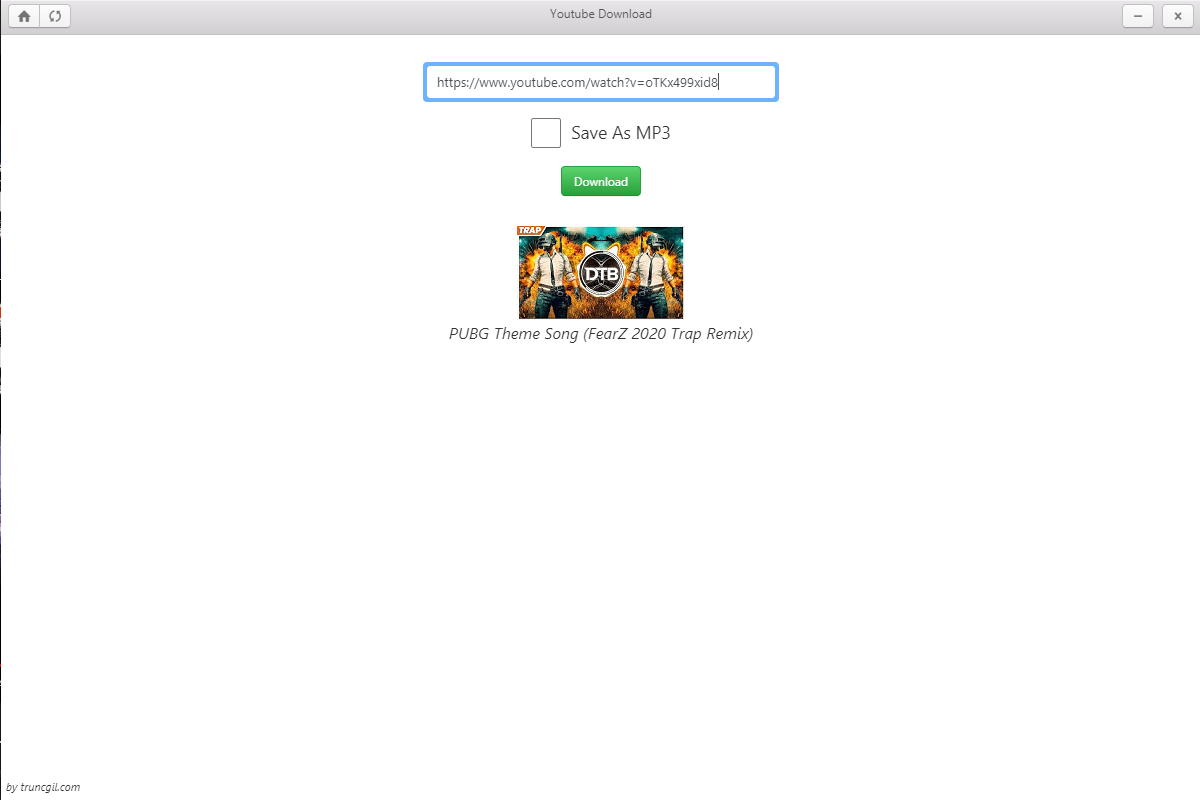 Youtube Download
https://www.youtube.com/watch?v=oTKx499xid8
Save As MP3
Download
TRAP
DTB
PUBG Theme Song (FearZ 2020 Trap Remix)
by truncgil.com